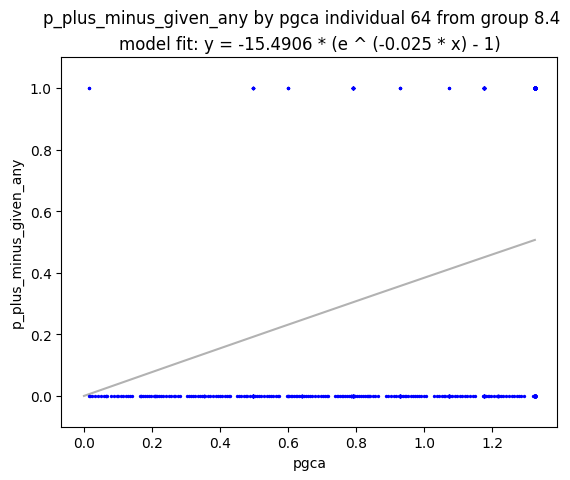 p_plus_minus_given_any by pgca individual 64 from group 8.4
model fit: y = -15.4906 * (e ^ (-0.025 * x) - 1)
1.0
0.8
0.6
0.4
0.2
0.0
p_plus_minus_given_any
0.0 0.2 0.4 0.6 0.8 1.0 1.2
pgca